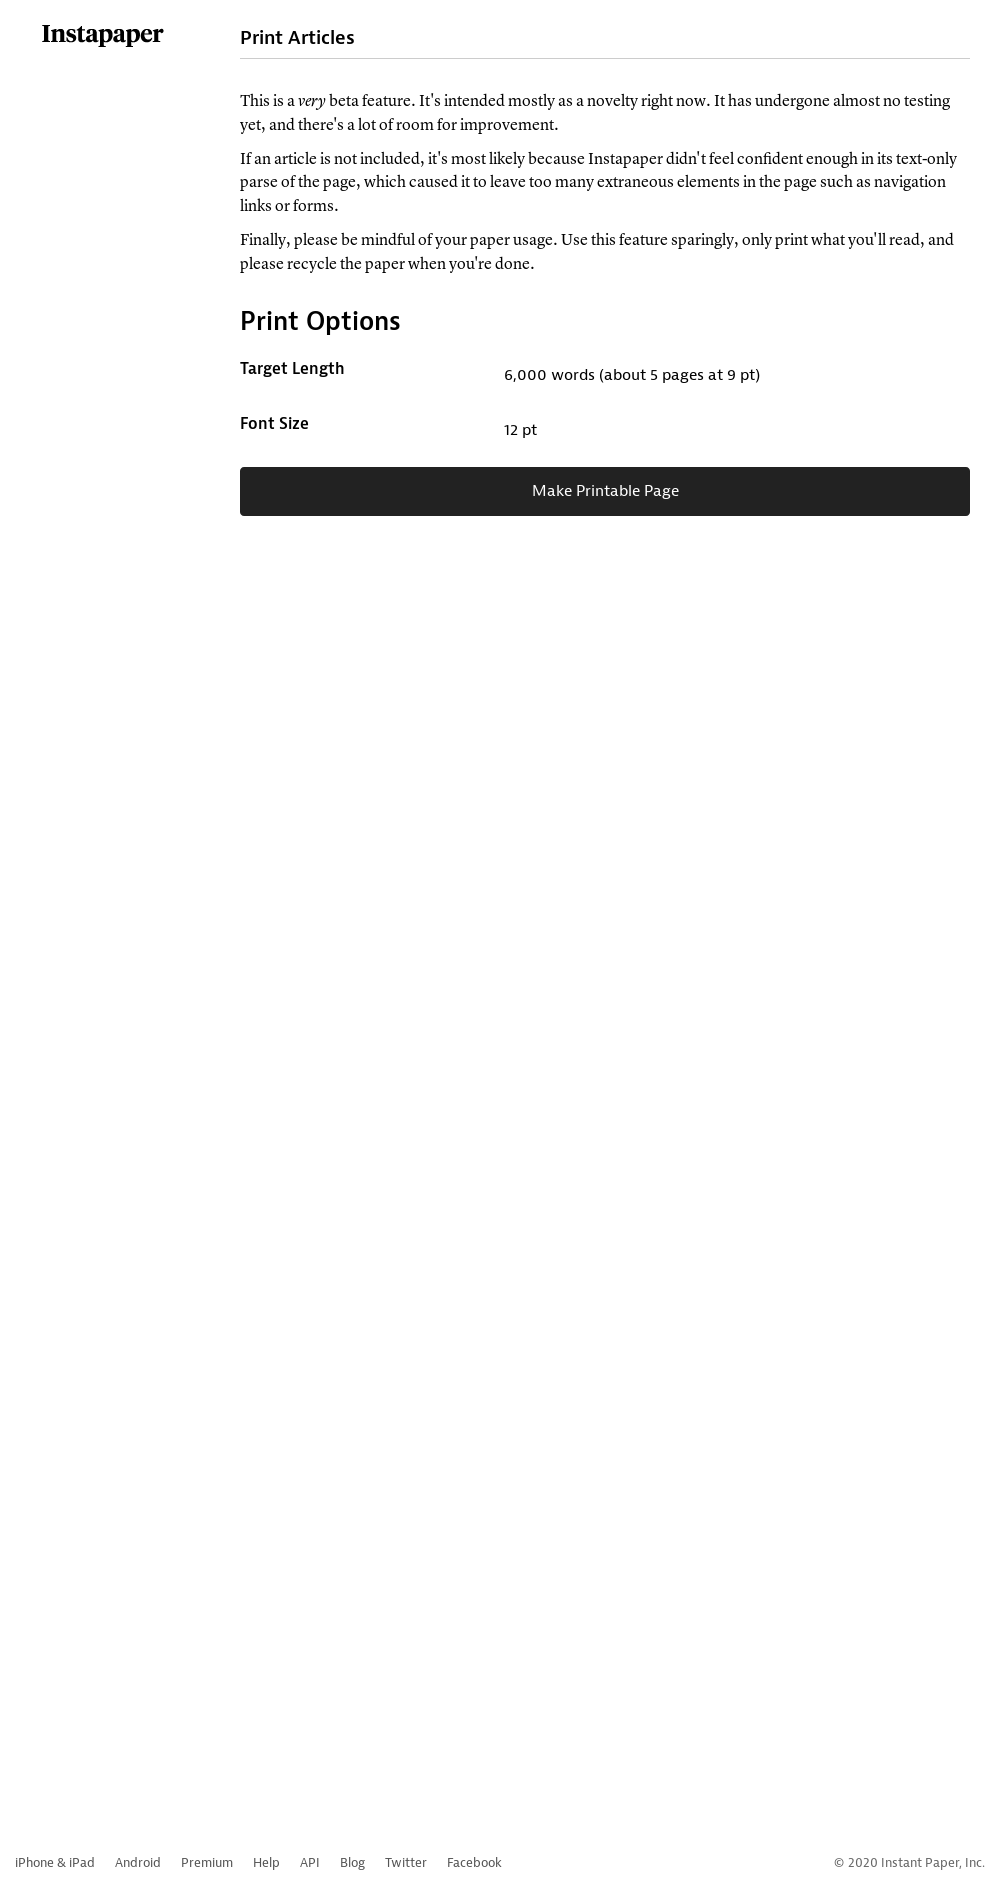 Instapaper
Print Articles
This is a very beta feature. It's intended mostly as a novelty right now. It has undergone almost no testing
yet, and there's a lot of room for improvement.
If an article is not included, it's most likely because Instapaper didn't feel confident enough in its text-only
parse of the page, which caused it to leave too many extraneous elements in the page such as navigation
links or forms.
Finally, please be mindful of your paper usage. Use this feature sparingly, only print what you'll read, and
please recycle the paper when you're done.
Print Options
Target Length
6,000 words (about 5 pages at 9 pt)
Font Size
12 pt
Make Printable Page
iPhone & iPad Android Premium Help API Blog Twitter Facebook
© 2020 Instant Paper, Inc.